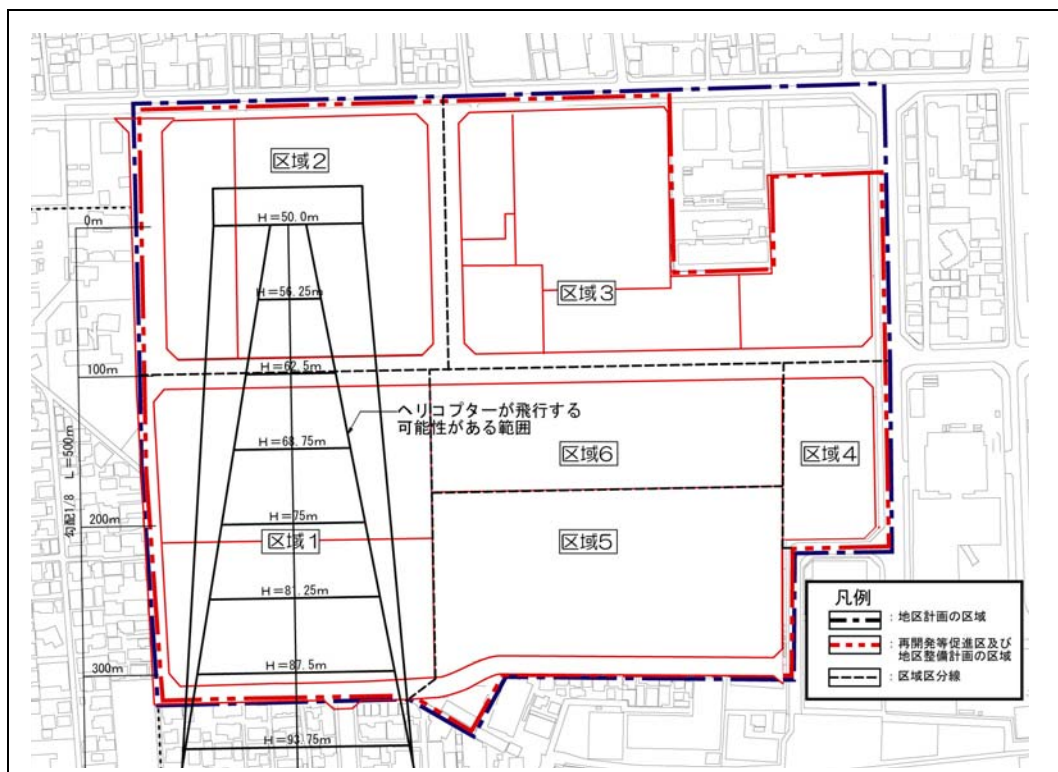 区域2
0m
H=50.0m
H=56.25m
区域3
100m
H=62.5m
ヘリコプターが飛行する
可能性がある範囲
H=68.75m
区域6
区域4
勾配1/8 L=500m
200m
H=75m
区域1
区域5
H=81.25m
300m
H=87.5m
H=93.75m
凡例
:地区計画の区域
:再開発等促進区及び
地区整備計画の区域
:区域区分線